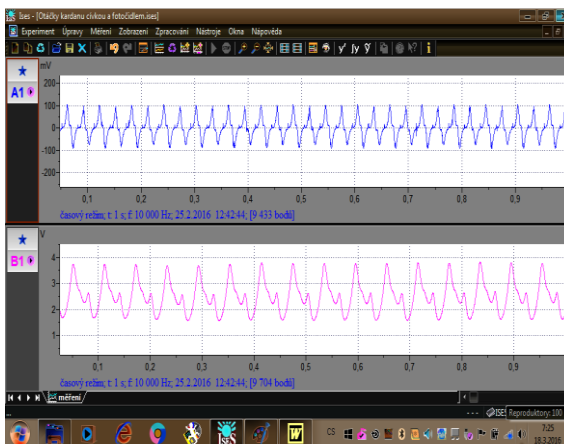 Ises - [Otáčky kardanu cívkou a fotočidlem.ises]
Experiment Úpravy Měření Zobrazení Zpracování Nástroje Okna Nápověda
mV
A1
200
100
0
-100
-200
0,1 0,2 0,3 0,4 0,5 0,6 0,7 0,8 0,9
časový režim; t: 1 s; f: 10 000 Hz; 25.2.2016 12:42:44; [9 433 bodů]
V
B1
4
3
2
1
0,1 0,2 0,3 0,4 0,5 0,6 0,7 0,8 0,9
časový režim; t: 1 s; f: 10 000 Hz; 25.2.2016 12:42:44; [9 704 bodů]
měření
--- ISES Reproduktory: 100
CS 7:25
18.3.2016